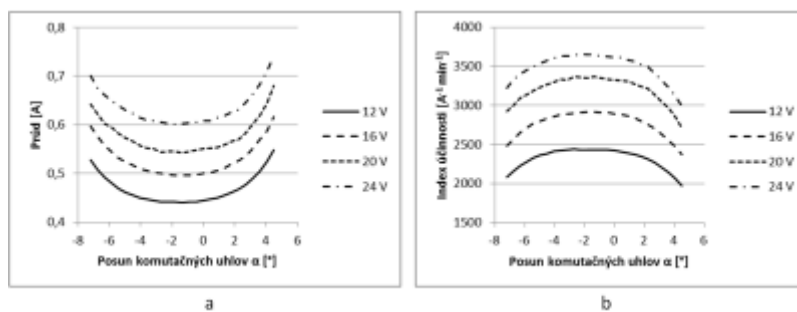 0,8
0,7
0,6
0,5
0,4
Prúd [A]
-8 -6 -4 -2 0 2 4 6
Posun komutačných uhlov α [°]
12 V
16 V
20 V
24 V
a
4000
3500
3000
2500
2000
1500
Index účinnosti [A⁻¹ min⁻¹]
-8 -6 -4 -2 0 2 4 6
Posun komutačných uhlov α [°]
12 V
16 V
20 V
24 V
b